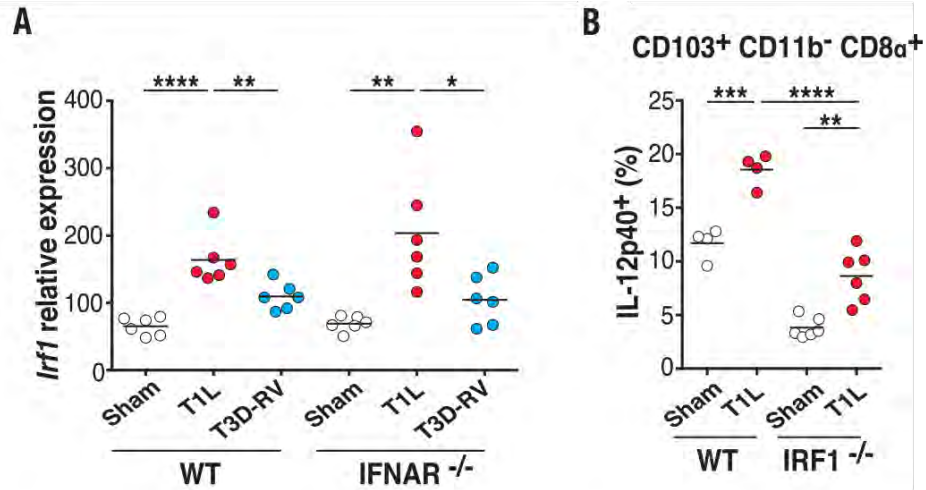 A
**** ** ** *
Irf1 relative expression
400
300
200
100
0
Sham T1L T3D-RV Sham T1L T3D-RV
WT IFNAR -/-
B
CD103+ CD11b- CD8α+
*** ****
**
IL-12p40+ (%)
25
20
15
10
5
0
Sham T1L Sham T1L
WT IRF1 -/-